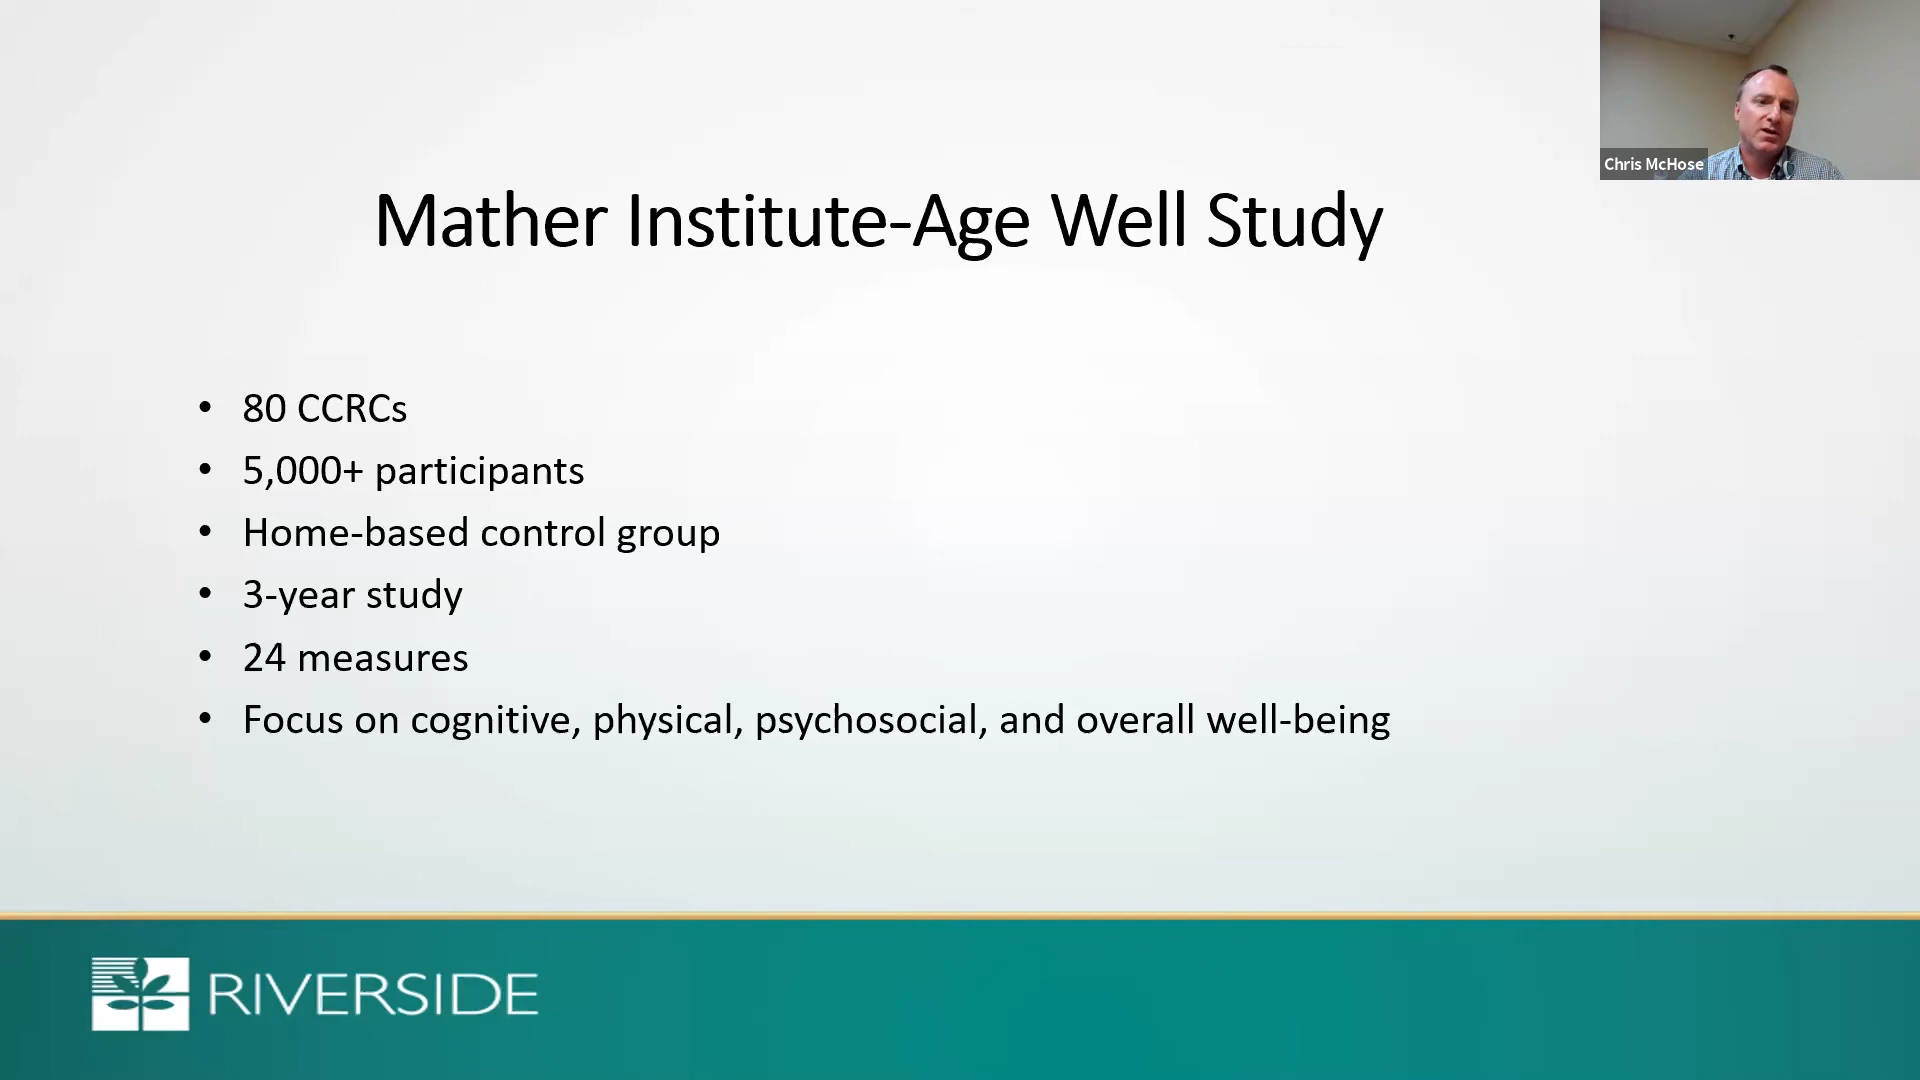 Chris McHose
Mather Institute-Age Well Study
• 80 CCRCs
• 5,000+ participants
• Home-based control group
• 3-year study
• 24 measures
• Focus on cognitive, physical, psychosocial, and overall well-being
RIVERSIDE